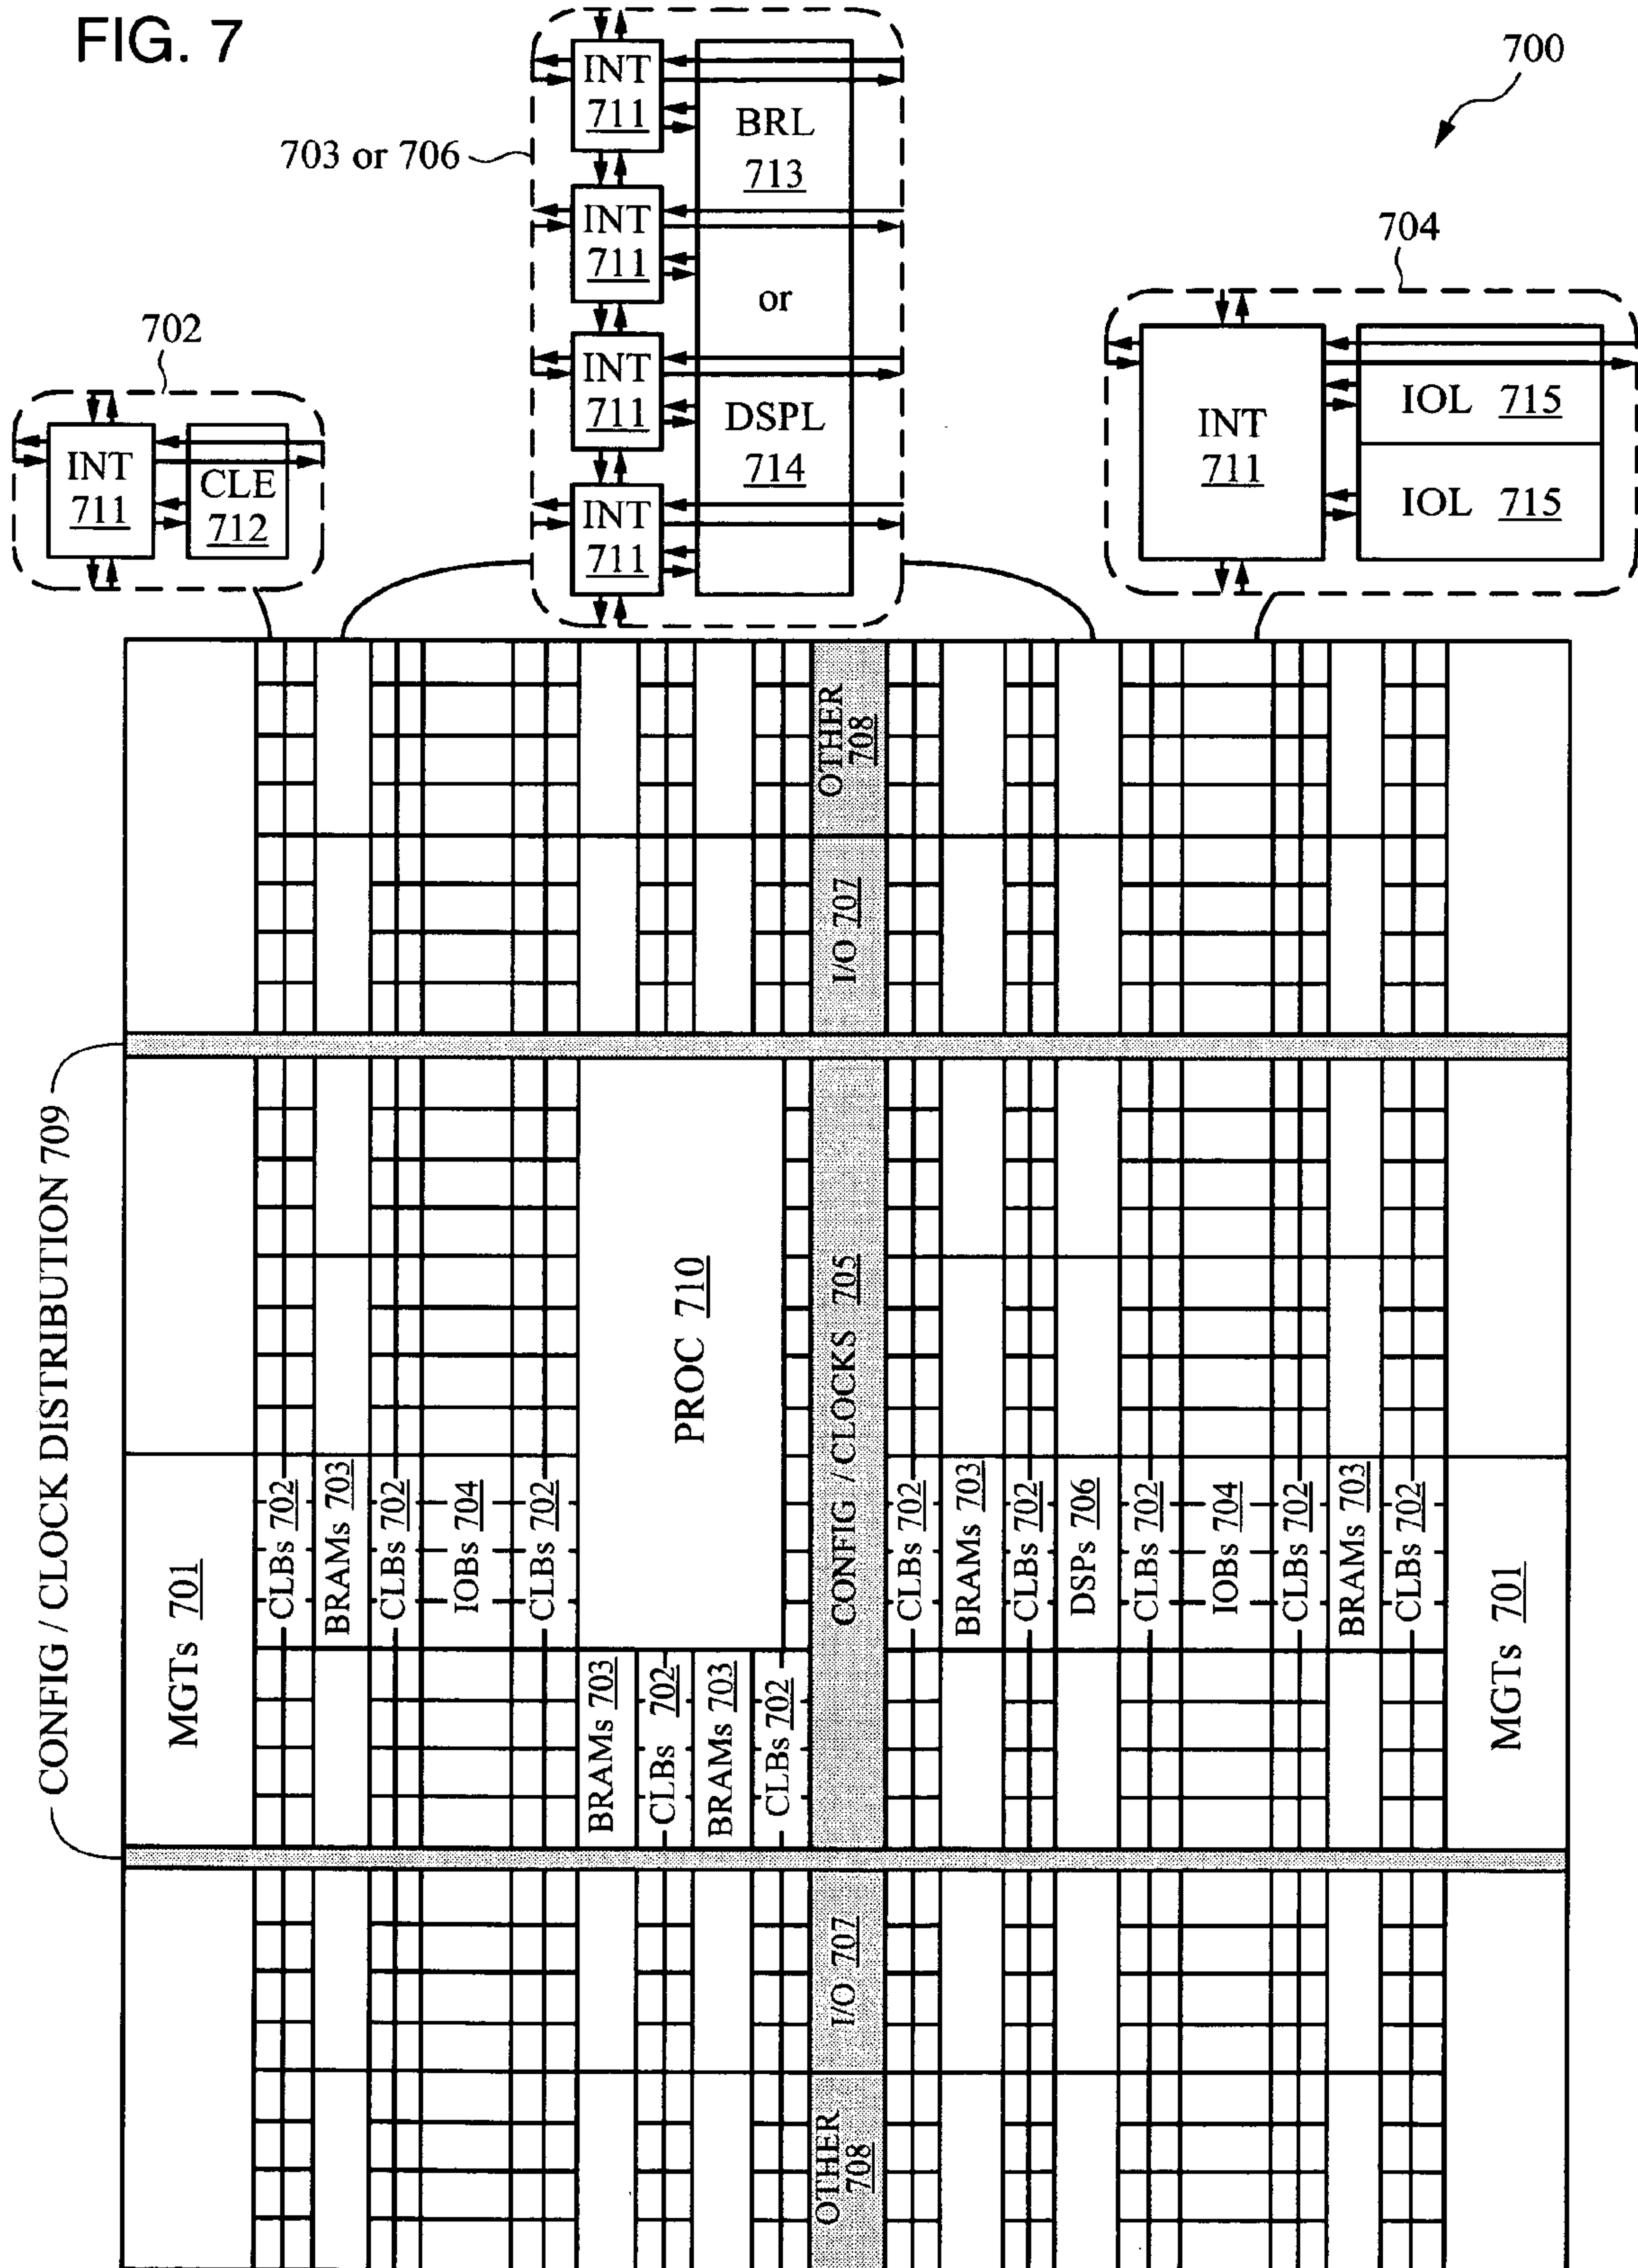 FIG. 7
700
703 or 706
INT
711
INT
711
INT
711
INT
711
BRL
713
or
DSPL
714
704
INT
711
IOL 715
IOL 715
702
INT
711
CLE
712
OTHER
708
I/O 707
CONFIG / CLOCK DISTRIBUTION 709
PROC 710
CONFIG / CLOCKS 705
MGTs 701
CLBs 702
BRAMs 703
CLBs 702
IOBs 704
CLBs 702
BRAMs 703
CLBs 702
BRAMs 703
CLBs 702
CLBs 702
BRAMs 703
CLBs 702
DSPs 706
CLBs 702
IOBs 704
CLBs 702
BRAMs 703
CLBs 702
MGTs 701
I/O 707
OTHER
708